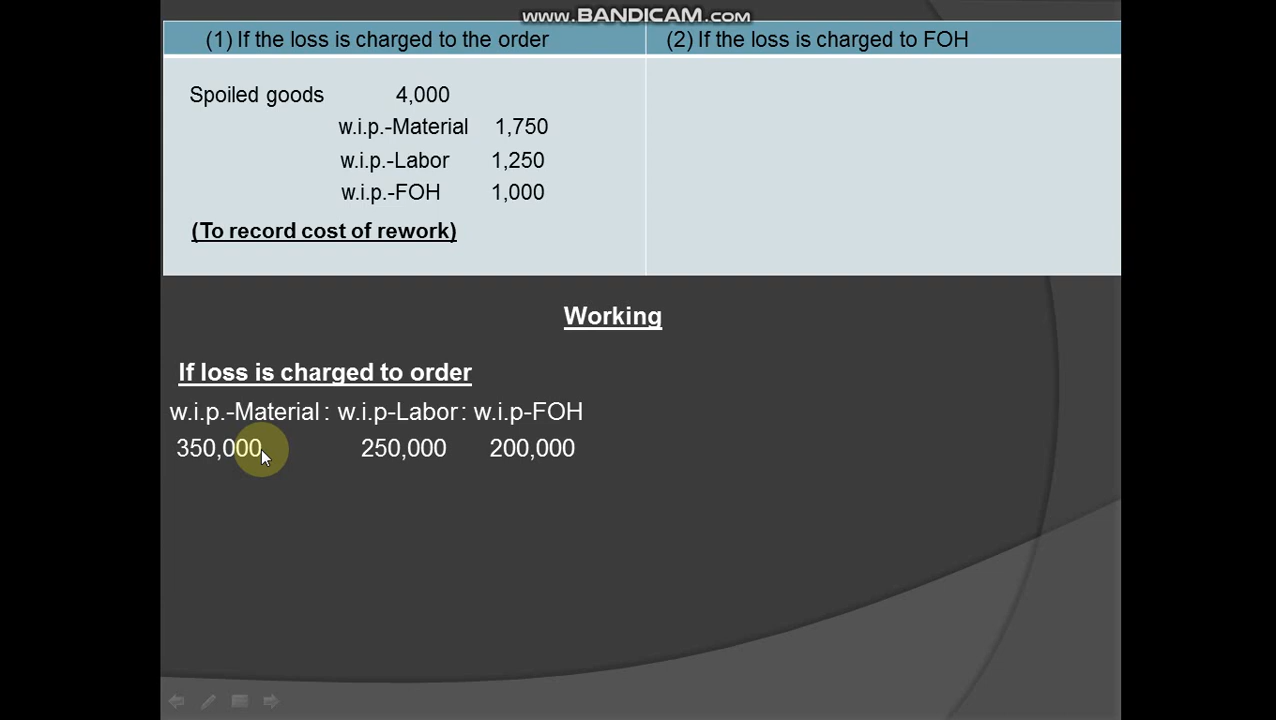 www.BANDICAM.com
(1) If the loss is charged to the order
(2) If the loss is charged to FOH
Spoiled goods 4,000
w.i.p.-Material 1,750
w.i.p.-Labor 1,250
w.i.p.-FOH 1,000
(To record cost of rework)
Working
If loss is charged to order
w.i.p.-Material : w.i.p-Labor : w.i.p-FOH
350,000 250,000 200,000